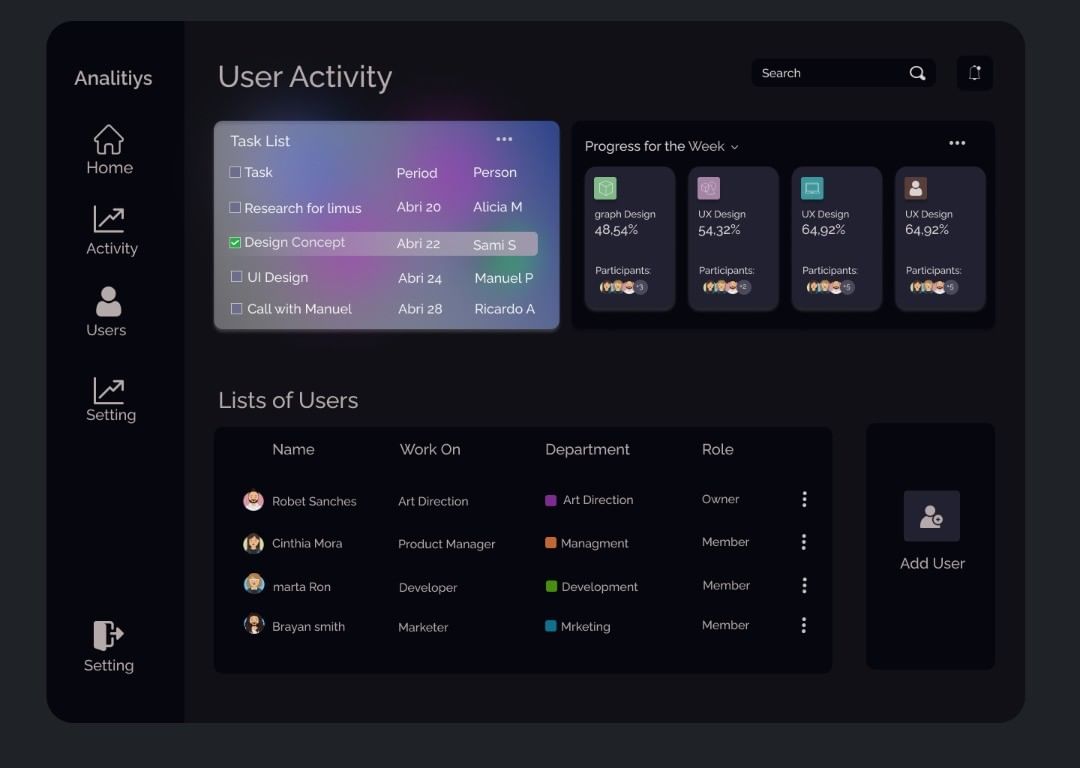 Analitiys
Home
Activity
Users
Setting
Setting
User Activity
Search
Task List
Task Period Person
Research for limus Abri 20 Alicia M
Design Concept Abri 22 Sami S
UI Design Abri 24 Manuel P
Call with Manuel Abri 28 Ricardo A
Progress for the Week
graph Design
48,54%
Participants:
+3
UX Design
54,32%
Participants:
+2
UX Design
64,92%
Participants:
+5
UX Design
64,92%
Participants:
+5
Lists of Users
Name Work On Department Role
Robet Sanches Art Direction Art Direction Owner
Cinthia Mora Product Manager Managment Member
marta Ron Developer Development Member
Brayan smith Marketer Mrketing Member
Add User